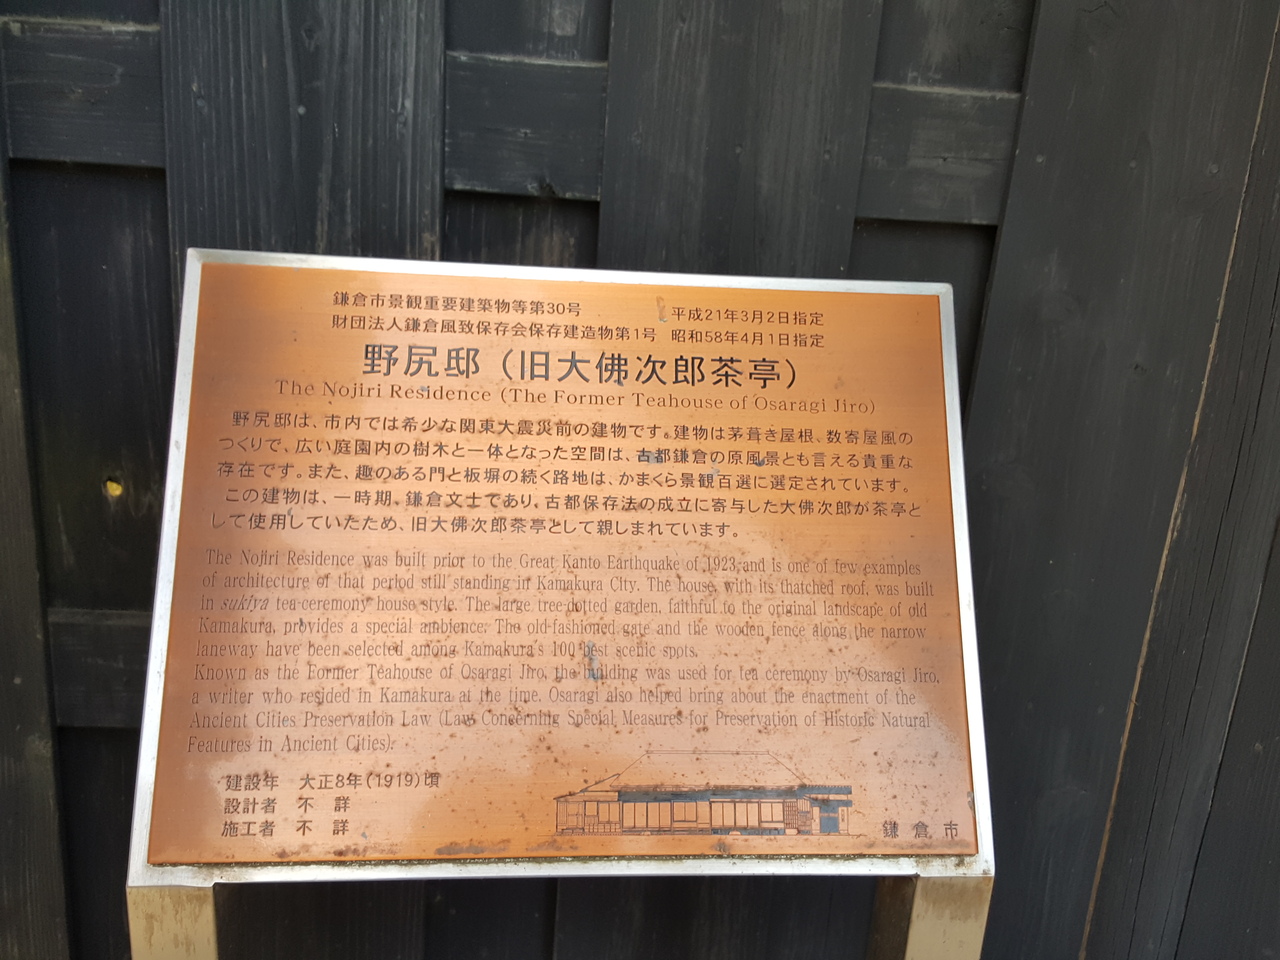 鎌倉市景観重要建築物等第30号　平成21年3月2日指定
財団法人鎌倉風致保存会保存建造物第1号　昭和58年4月1日指定
野尻邸（旧大佛次郎茶亭）
The Nojiri Residence (The Former Teahouse of Osaragi Jiro)
野尻邸は、市内では希少な関東大震災前の建物です。建物は茅葺き屋根、数寄屋風の
つくりで、広い庭園内の樹木と一体となった空間は、古都鎌倉の原風景とも言える貴重な
存在です。また、趣のある門と板塀の続く路地は、かまくら景観百選に選定されています。
この建物は、一時期、鎌倉文士であり、古都保存法の成立に寄与した大佛次郎が茶亭と
して使用していたため、旧大佛次郎茶亭として親しまれています。
The Nojiri Residence was built prior to the Great Kanto Earthquake of 1923 and is one of few examples
of architecture of that period still standing in Kamakura City. The house, with its thatched roof, was built
in sukiya tea-ceremony house style. The large tree-dotted garden, faithful to the original landscape of old
Kamakura, provides a special ambience. The old-fashioned gate and the wooden fence along the narrow
laneway have been selected among Kamakura's 100 best scenic spots.
Known as the Former Teahouse of Osaragi Jiro, the building was used for tea ceremony by Osaragi Jiro,
a writer who resided in Kamakura at the time. Osaragi also helped bring about the enactment of the
Ancient Cities Preservation Law (Law Concerning Special Measures for Preservation of Historic Natural
Features in Ancient Cities).
建設年　大正8年(1919)頃
設計者　不　詳
施工者　不　詳
鎌倉市